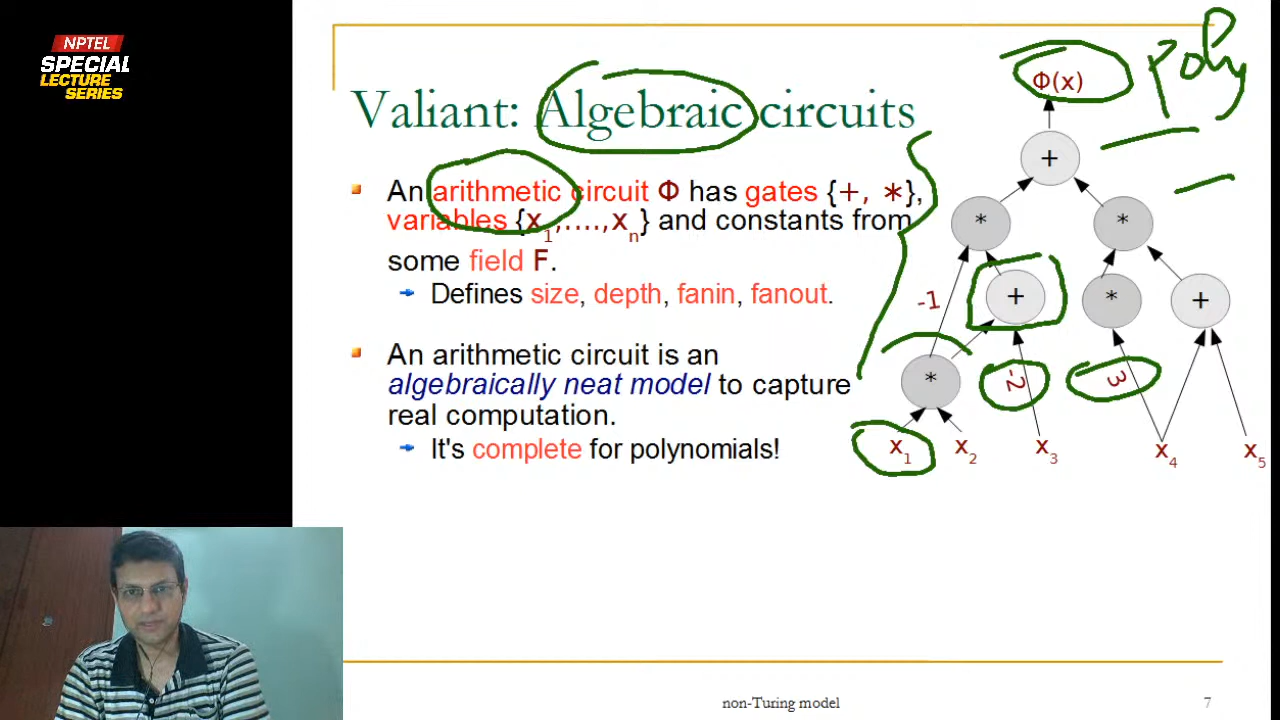 NPTEL
SPECIAL
LECTURE
SERIES
Valiant: Algebraic circuits
An arithmetic circuit Φ has gates {+, *},
variables {x1,....,xn} and constants from
some field F.
Defines size, depth, fanin, fanout.
An arithmetic circuit is an
algebraically neat model to capture
real computation.
It's complete for polynomials!
Poly
Φ(x)
+
* *
+ * +
-1
*
-2 3
x1 x2 x3 x4 x5
non-Turing model 7